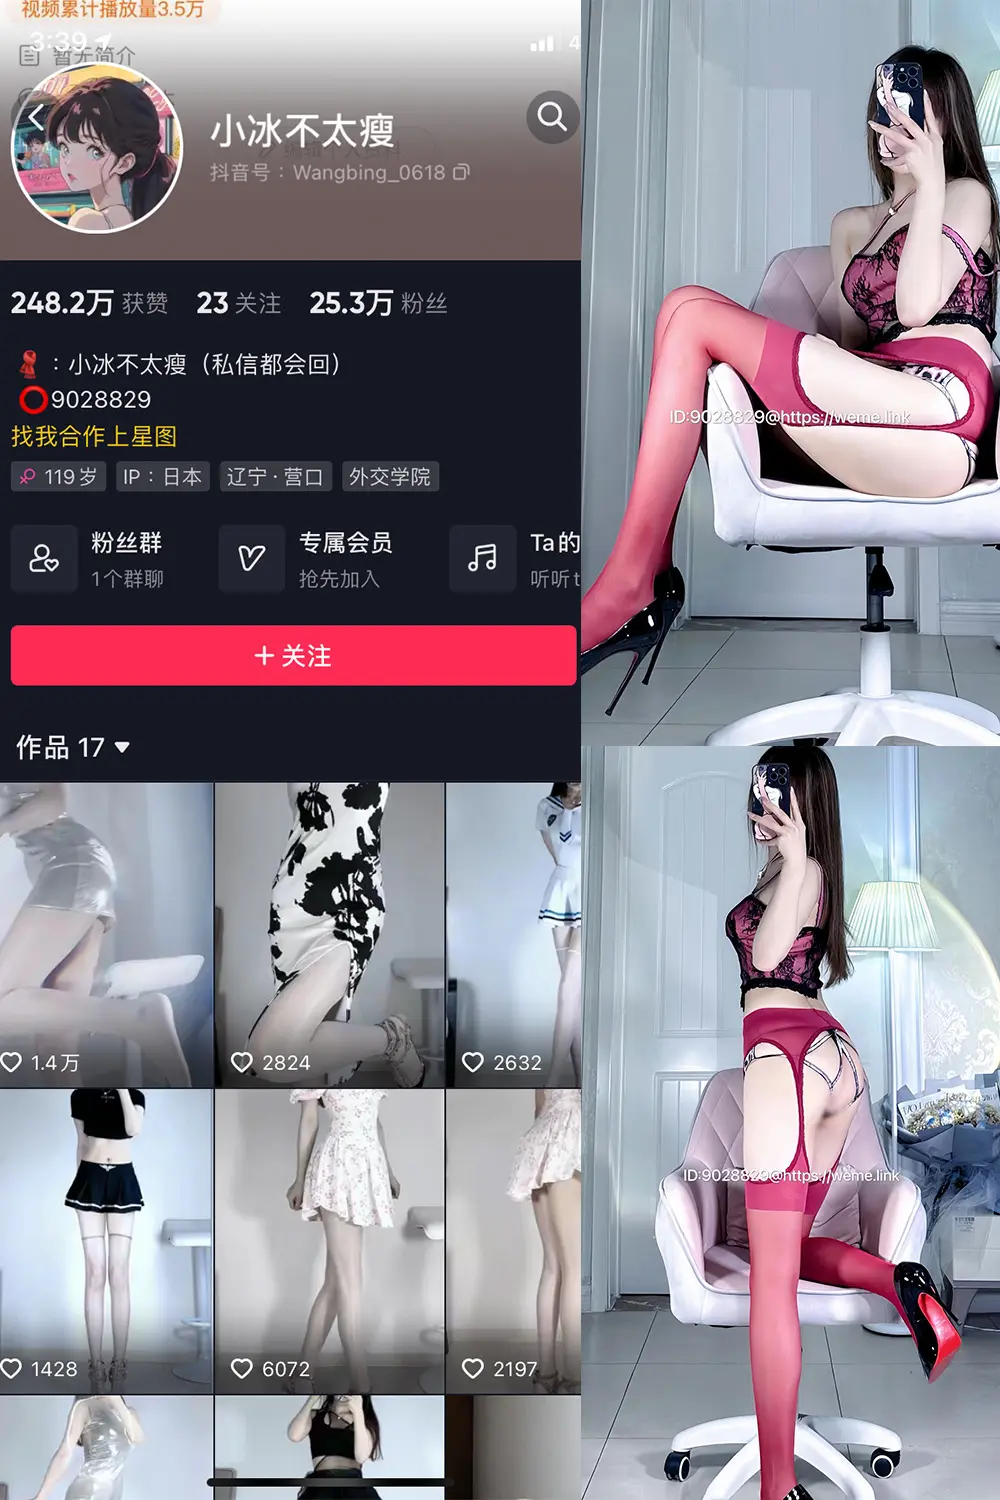 视频累计播放量3.5万
3:39
4
暂无简介
小冰不太瘦
抖音号：Wangbing_0618
248.2万 获赞 23 关注 25.3万 粉丝
：小冰不太瘦（私信都会回）
9028829
找我合作上星图
119岁 IP：日本 辽宁·营口 外交学院
粉丝群
1个群聊
专属会员
抢先加入
Ta的
听听t
+ 关注
作品 17
1.4万 2824 2632
1428 6072 2197
ID:9028829@https://weme.link
ID:9028829@https://weme.link